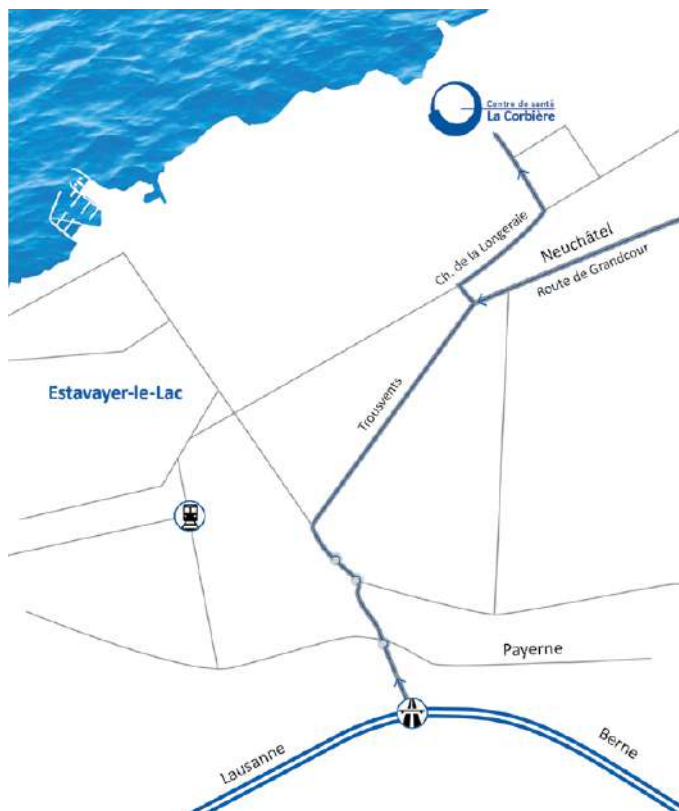 Centre de santé
La Corbière
Ch. de la Longeraie
Neuchâtel
Route de Grandcour
Trousvents
Estavayer-le-Lac
Payerne
Lausanne
Berne